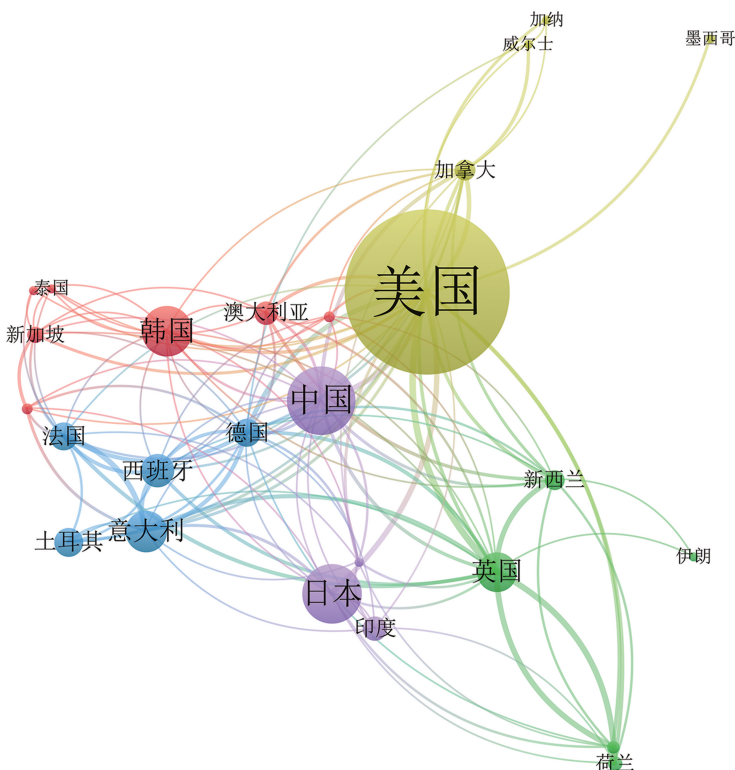 加纳
威尔士
墨西哥
加拿大
美国
泰国
澳大利亚
韩国
新加坡
中国
德国
法国
西班牙
新西兰
意大利
土耳其
伊朗
英国
日本
印度
荷兰